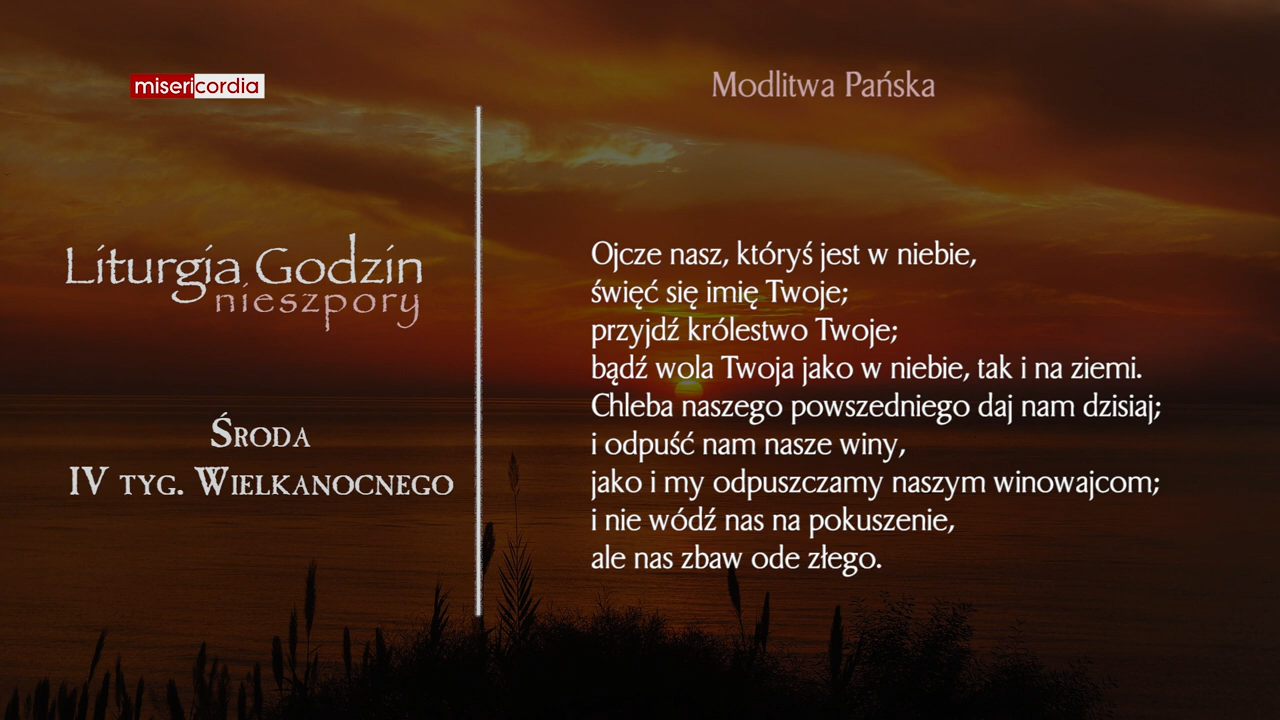 misericordia
Liturgia Godzin
nieszpory
Środa
IV tyg. Wielkanocnego
Modlitwa Pańska
Ojcze nasz, któryś jest w niebie,
święć się imię Twoje;
przyjdź królestwo Twoje;
bądź wola Twoja jako w niebie, tak i na ziemi.
Chleba naszego powszedniego daj nam dzisiaj;
i odpuść nam nasze winy,
jako i my odpuszczamy naszym winowajcom;
i nie wódź nas na pokuszenie,
ale nas zbaw ode złego.